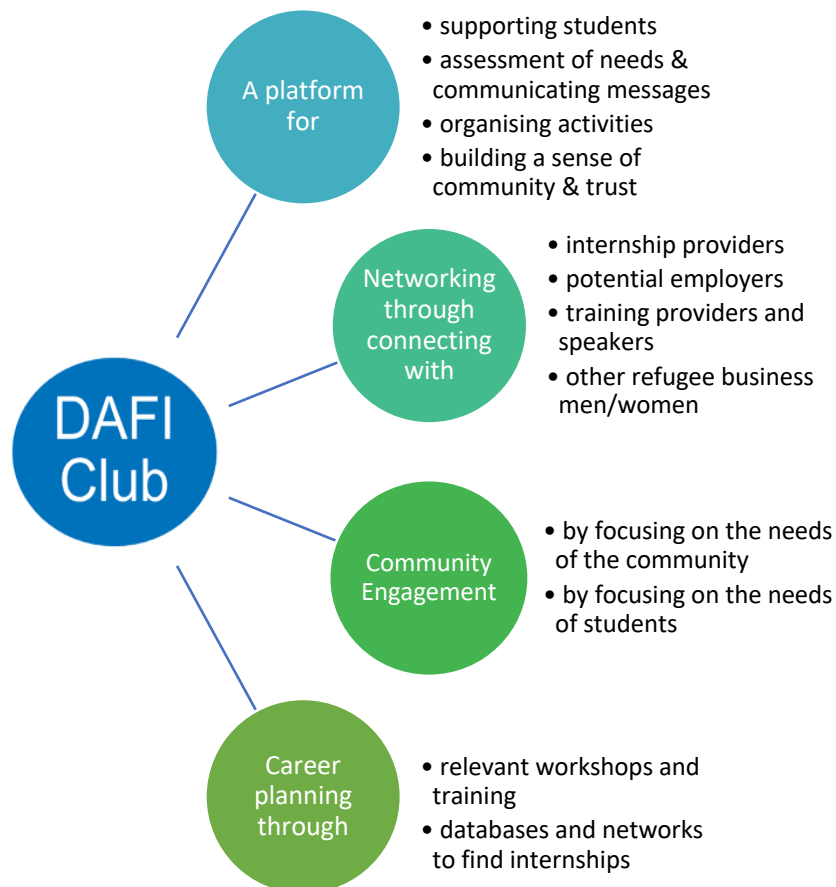 DAFI
Club
A platform
for
• supporting students
• assessment of needs &
communicating messages
• organising activities
• building a sense of
community & trust
Networking
through
connecting
with
• internship providers
• potential employers
• training providers and
speakers
• other refugee business
men/women
Community
Engagement
• by focusing on the needs
of the community
• by focusing on the needs
of students
Career
planning
through
• relevant workshops and
training
• databases and networks
to find internships